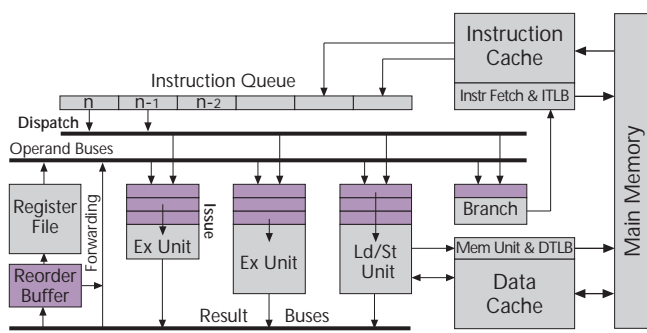 Instruction
Cache
Instr Fetch & ITLB
Instruction Queue
n
n-1
n-2
Dispatch
Operand Buses
Register
File
Reorder
Buffer
Forwarding
Ex Unit
Issue
Ex Unit
Ld/St
Unit
Branch
Mem Unit & DTLB
Data
Cache
Main Memory
Result Buses